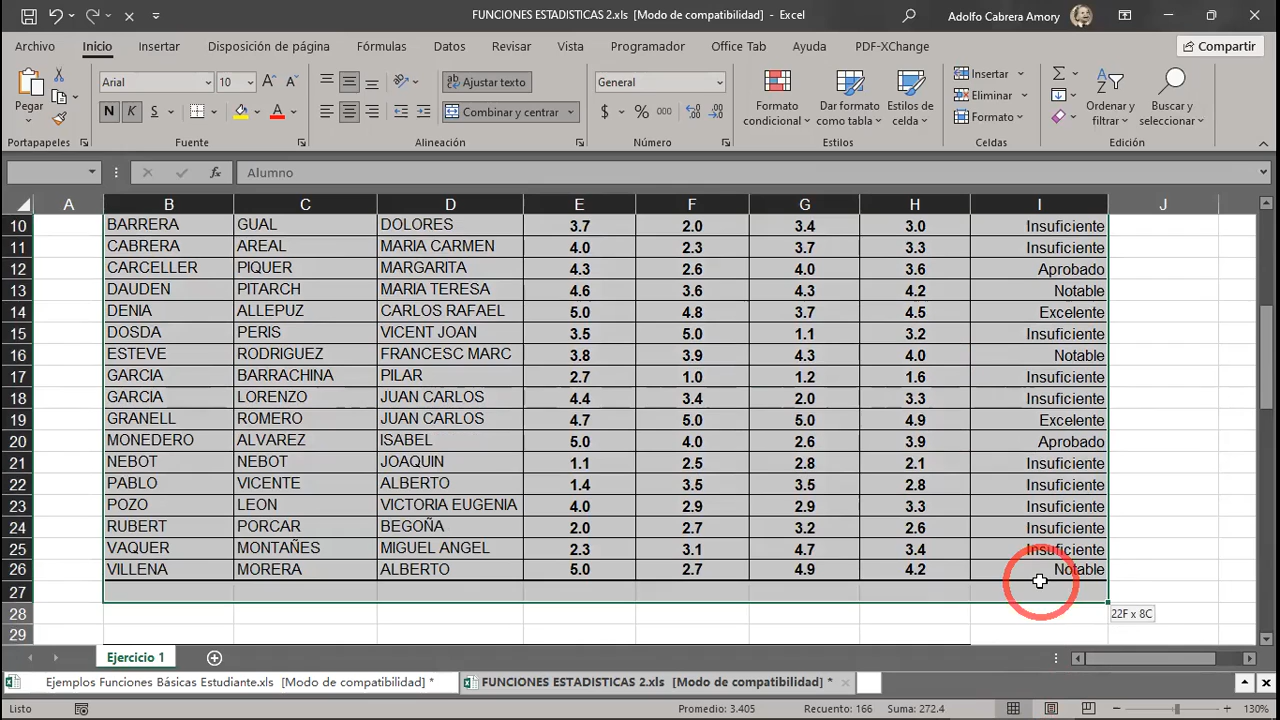 FUNCIONES ESTADISTICAS 2.xls [Modo de compatibilidad] - Excel
Adolfo Cabrera Amory
Archivo Inicio Insertar Disposición de página Fórmulas Datos Revisar Vista Programador Office Tab Ayuda PDF-XChange Compartir
Pegar
Arial 10
N K S
Ajustar texto
Combinar y centrar
General
$ % 000
Formato condicional
Dar formato como tabla
Estilos de celda
Insertar
Eliminar
Formato
Ordenar y filtrar
Buscar y seleccionar
Portapapeles Fuente Alineación Número Estilos Celdas Edición
fx Alumno
A B C D E F G H I J
10 BARRERA GUAL DOLORES 3.7 2.0 3.4 3.0 Insuficiente
11 CABRERA AREAL MARIA CARMEN 4.0 2.3 3.7 3.3 Insuficiente
12 CARCELLER PIQUER MARGARITA 4.3 2.6 4.0 3.6 Aprobado
13 DAUDEN PITARCH MARIA TERESA 4.6 3.6 4.3 4.2 Notable
14 DENIA ALLEPUZ CARLOS RAFAEL 5.0 4.8 3.7 4.5 Excelente
15 DOSDA PERIS VICENT JOAN 3.5 5.0 1.1 3.2 Insuficiente
16 ESTEVE RODRIGUEZ FRANCESC MARC 3.8 3.9 4.3 4.0 Notable
17 GARCIA BARRACHINA PILAR 2.7 1.0 1.2 1.6 Insuficiente
18 GARCIA LORENZO JUAN CARLOS 4.4 3.4 2.0 3.3 Insuficiente
19 GRANELL ROMERO JUAN CARLOS 4.7 5.0 5.0 4.9 Excelente
20 MONEDERO ALVAREZ ISABEL 5.0 4.0 2.6 3.9 Aprobado
21 NEBOT NEBOT JOAQUIN 1.1 2.5 2.8 2.1 Insuficiente
22 PABLO VICENTE ALBERTO 1.4 3.5 3.5 2.8 Insuficiente
23 POZO LEON VICTORIA EUGENIA 4.0 2.9 2.9 3.3 Insuficiente
24 RUBERT PORCAR BEGOÑA 2.0 2.7 3.2 2.6 Insuficiente
25 VAQUER MONTAÑES MIGUEL ANGEL 2.3 3.1 4.7 3.4 Insuficiente
26 VILLENA MORERA ALBERTO 5.0 2.7 4.9 4.2 Notable
27
28 22F x 8C
29
Ejercicio 1
Ejemplos Funciones Básicas Estudiante.xls [Modo de compatibilidad] * FUNCIONES ESTADISTICAS 2.xls [Modo de compatibilidad] *
Listo Promedio: 3.405 Recuento: 166 Suma: 272.4 130%